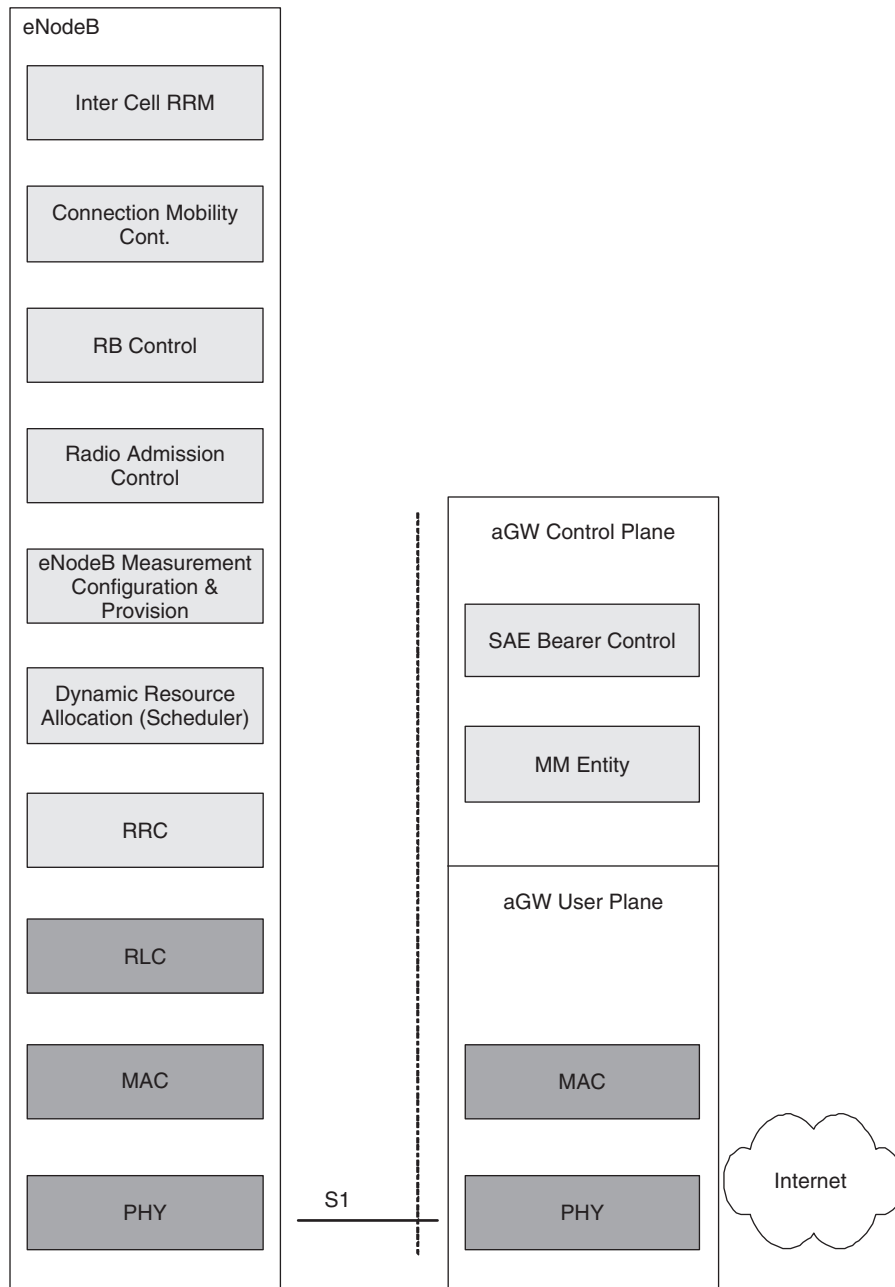 eNodeB
Inter Cell RRM
Connection Mobility
Cont.
RB Control
Radio Admission
Control
eNodeB Measurement
Configuration &
Provision
Dynamic Resource
Allocation (Scheduler)
RRC
RLC
MAC
PHY
S1
aGW Control Plane
SAE Bearer Control
MM Entity
aGW User Plane
MAC
PHY
Internet